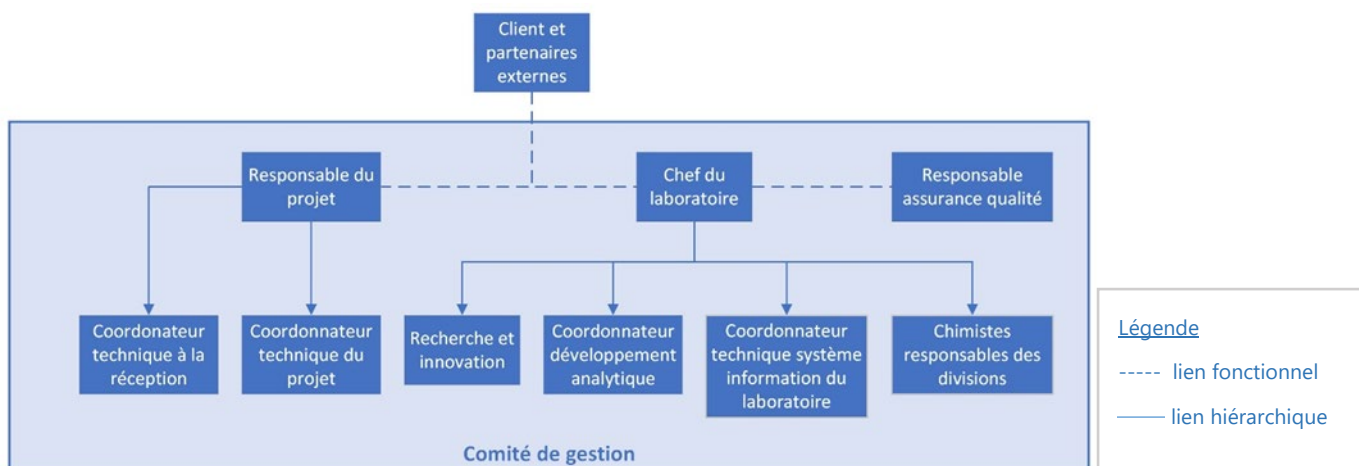 Client et
partenaires
externes
Responsable du
projet
Chef du
laboratoire
Responsable
assurance qualité
Coordonateur
technique à la
réception
Coordonnateur
technique du
projet
Recherche et
innovation
Coordonnateur
développement
analytique
Coordonnateur
technique système
information du
laboratoire
Chimistes
responsables des
divisions
Comité de gestion
Légende
lien fonctionnel
lien hiérarchique